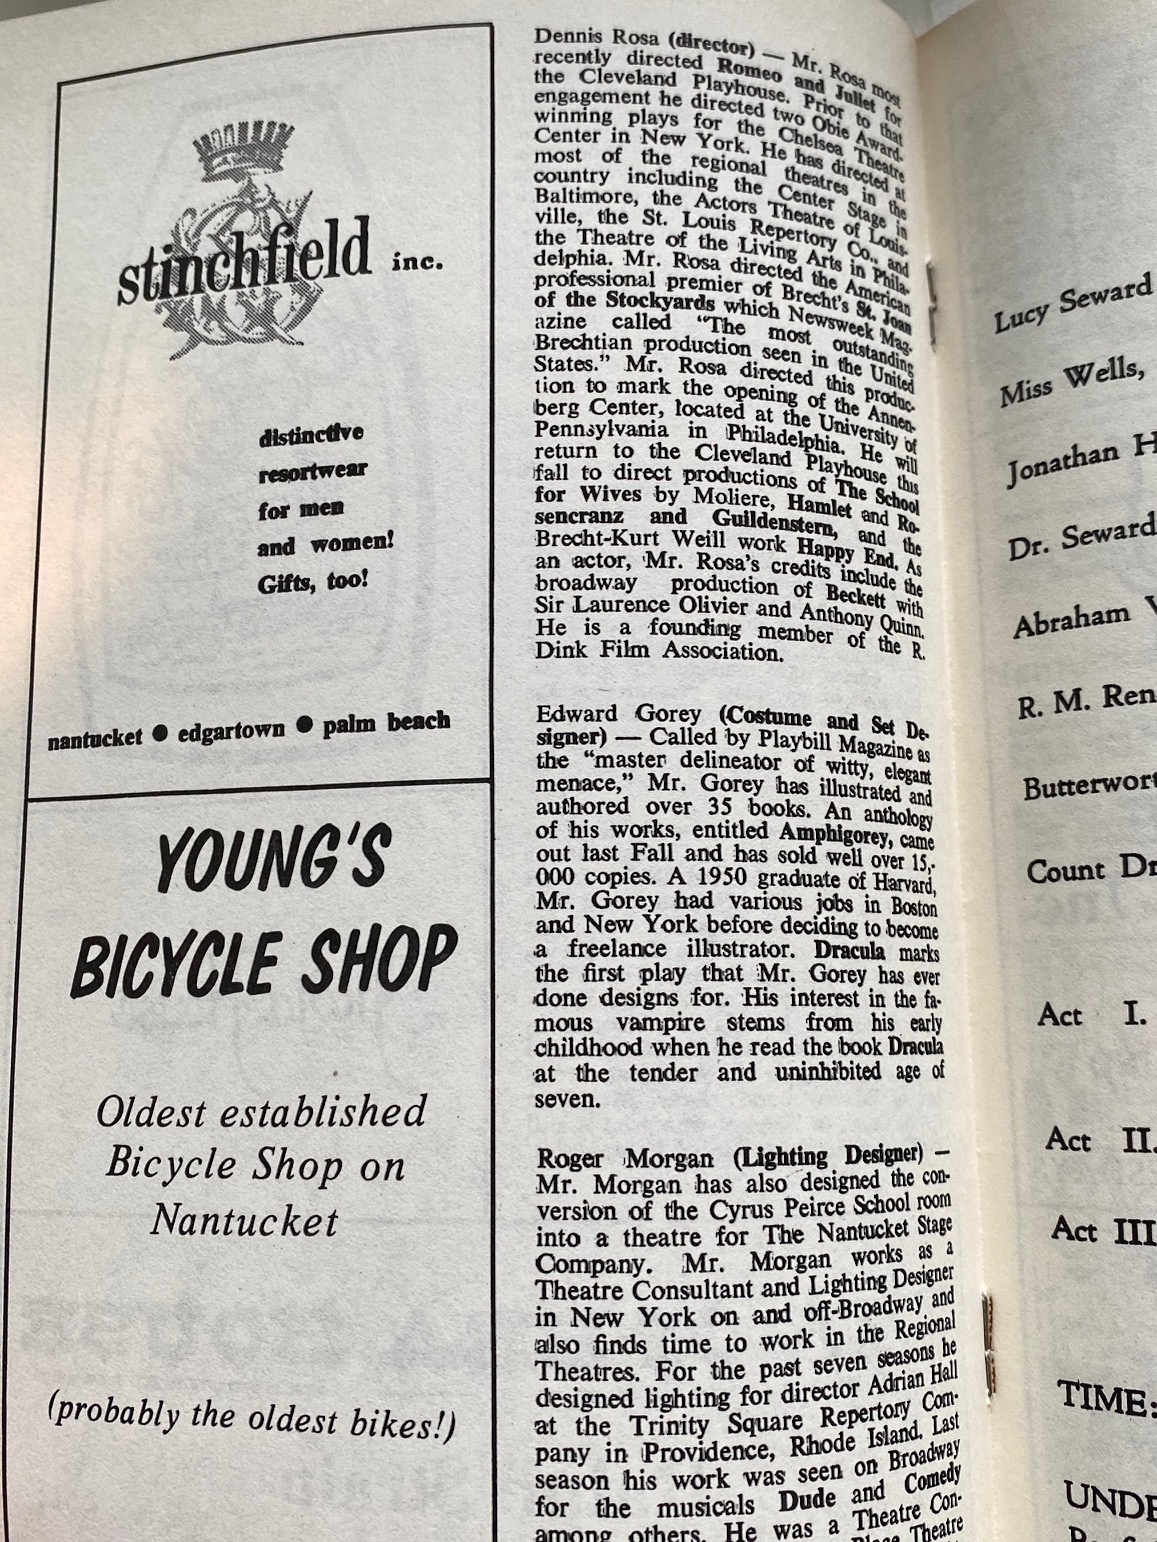 stinchfield inc.
distinctive
resortwear
for men
and women!
Gifts, too!
nantucket ● edgartown ● palm beach
YOUNG'S
BICYCLE SHOP
Oldest established
Bicycle Shop on
Nantucket
(probably the oldest bikes!)
Dennis Rosa (director) — Mr. Rosa most
recently directed Romeo and Juliet for
the Cleveland Playhouse. Prior to that
engagement he directed two Obie Award-
winning plays for the Chelsea Theatre
Center in New York. He has directed at
most of the regional theatres in the
country including the Center Stage in
Baltimore, the Actors Theatre of Louis-
ville, the St. Louis Repertory Co., and
the Theatre of the Living Arts in Phila-
delphia. Mr. Rosa directed the American
professional premier of Brecht's St. Joan
of the Stockyards which Newsweek Mag-
azine called "The most outstanding
Brechtian production seen in the United
States." Mr. Rosa directed this produc-
tion to mark the opening of the Annen-
berg Center, located at the University of
Pennsylvania in Philadelphia. He will
return to the Cleveland Playhouse this
fall to direct productions of The School
for Wives by Moliere, Hamlet and Ro-
sencranz and Guildenstern, and the
Brecht-Kurt Weill work Happy End. As
an actor, Mr. Rosa's credits include the
broadway production of Beckett with
Sir Laurence Olivier and Anthony Quinn.
He is a founding member of the R.
Dink Film Association.
Edward Gorey (Costume and Set De-
signer) — Called by Playbill Magazine as
the "master delineator of witty, elegant
menace," Mr. Gorey has illustrated and
authored over 35 books. An anthology
of his works, entitled Amphigorey, came
out last Fall and has sold well over 15,-
000 copies. A 1950 graduate of Harvard,
Mr. Gorey had various jobs in Boston
and New York before deciding to become
a freelance illustrator. Dracula marks
the first play that Mr. Gorey has ever
done designs for. His interest in the fa-
mous vampire stems from his early
childhood when he read the book Dracula
at the tender and uninhibited age of
seven.
Roger Morgan (Lighting Designer) —
Mr. Morgan has also designed the con-
version of the Cyrus Peirce School room
into a theatre for The Nantucket Stage
Company. Mr. Morgan works as a
Theatre Consultant and Lighting Designer
in New York on and off-Broadway and
also finds time to work in the Regional
Theatres. For the past seven seasons he
designed lighting for director Adrian Hall
at the Trinity Square Repertory Com-
pany in Providence, Rhode Island. Last
season his work was seen on Broadway
for the musicals Dude and Comedy
among others. He was a Theatre Con-
Theatre
Lucy Seward
Miss Wells,
Jonathan H
Dr. Seward
Abraham V
R. M. Ren
Butterwort
Count Dr
Act I.
Act II.
Act III
TIME:
UNDE